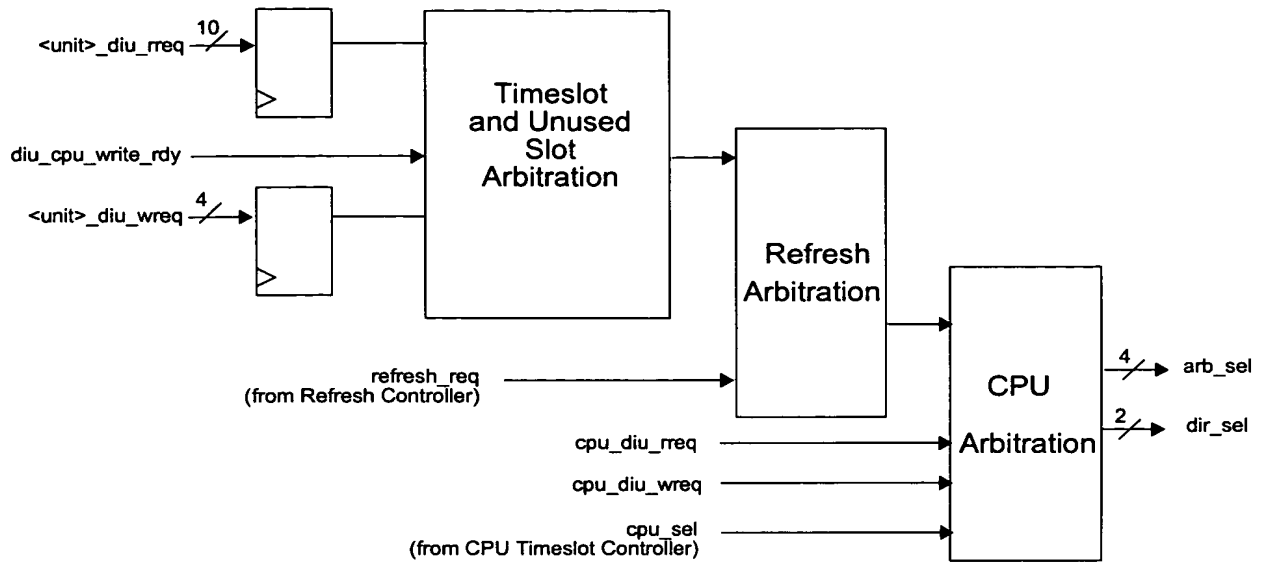 <unit>_diu_rreq
10
diu_cpu_write_rdy
<unit>_diu_wreq
4
Timeslot
and Unused
Slot
Arbitration
Refresh
Arbitration
refresh_req
(from Refresh Controller)
cpu_diu_rreq
cpu_diu_wreq
cpu_sel
(from CPU Timeslot Controller)
CPU
Arbitration
4
arb_sel
2
dir_sel